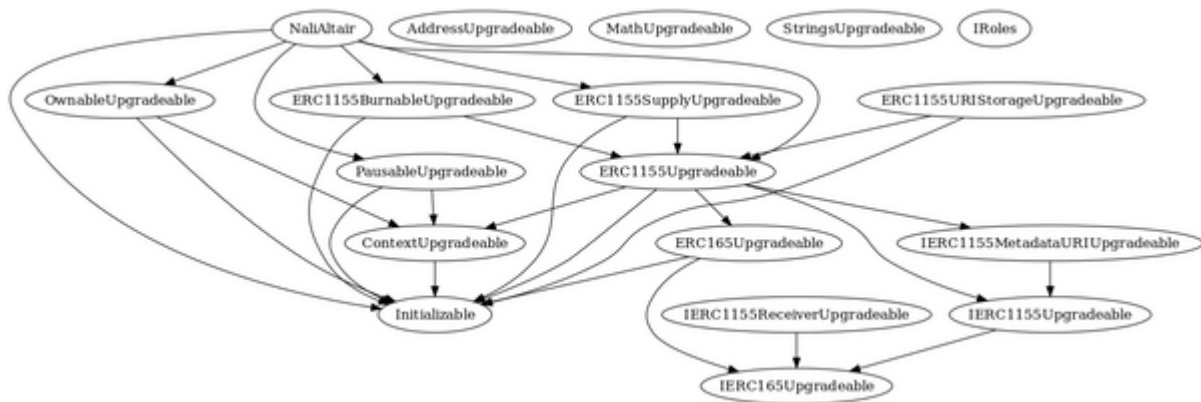 NaliAltair AddressUpgradeable MathUpgradeable StringsUpgradeable IRoles
OwnableUpgradeable ERC1155BurnableUpgradeable ERC1155SupplyUpgradeable ERC1155URIStorageUpgradeable
PausableUpgradeable ERC1155Upgradeable
ContextUpgradeable ERC165Upgradeable IERC1155MetadataURIUpgradeable
Initializable IERC1155ReceiverUpgradeable IERC1155Upgradeable
IERC165Upgradeable